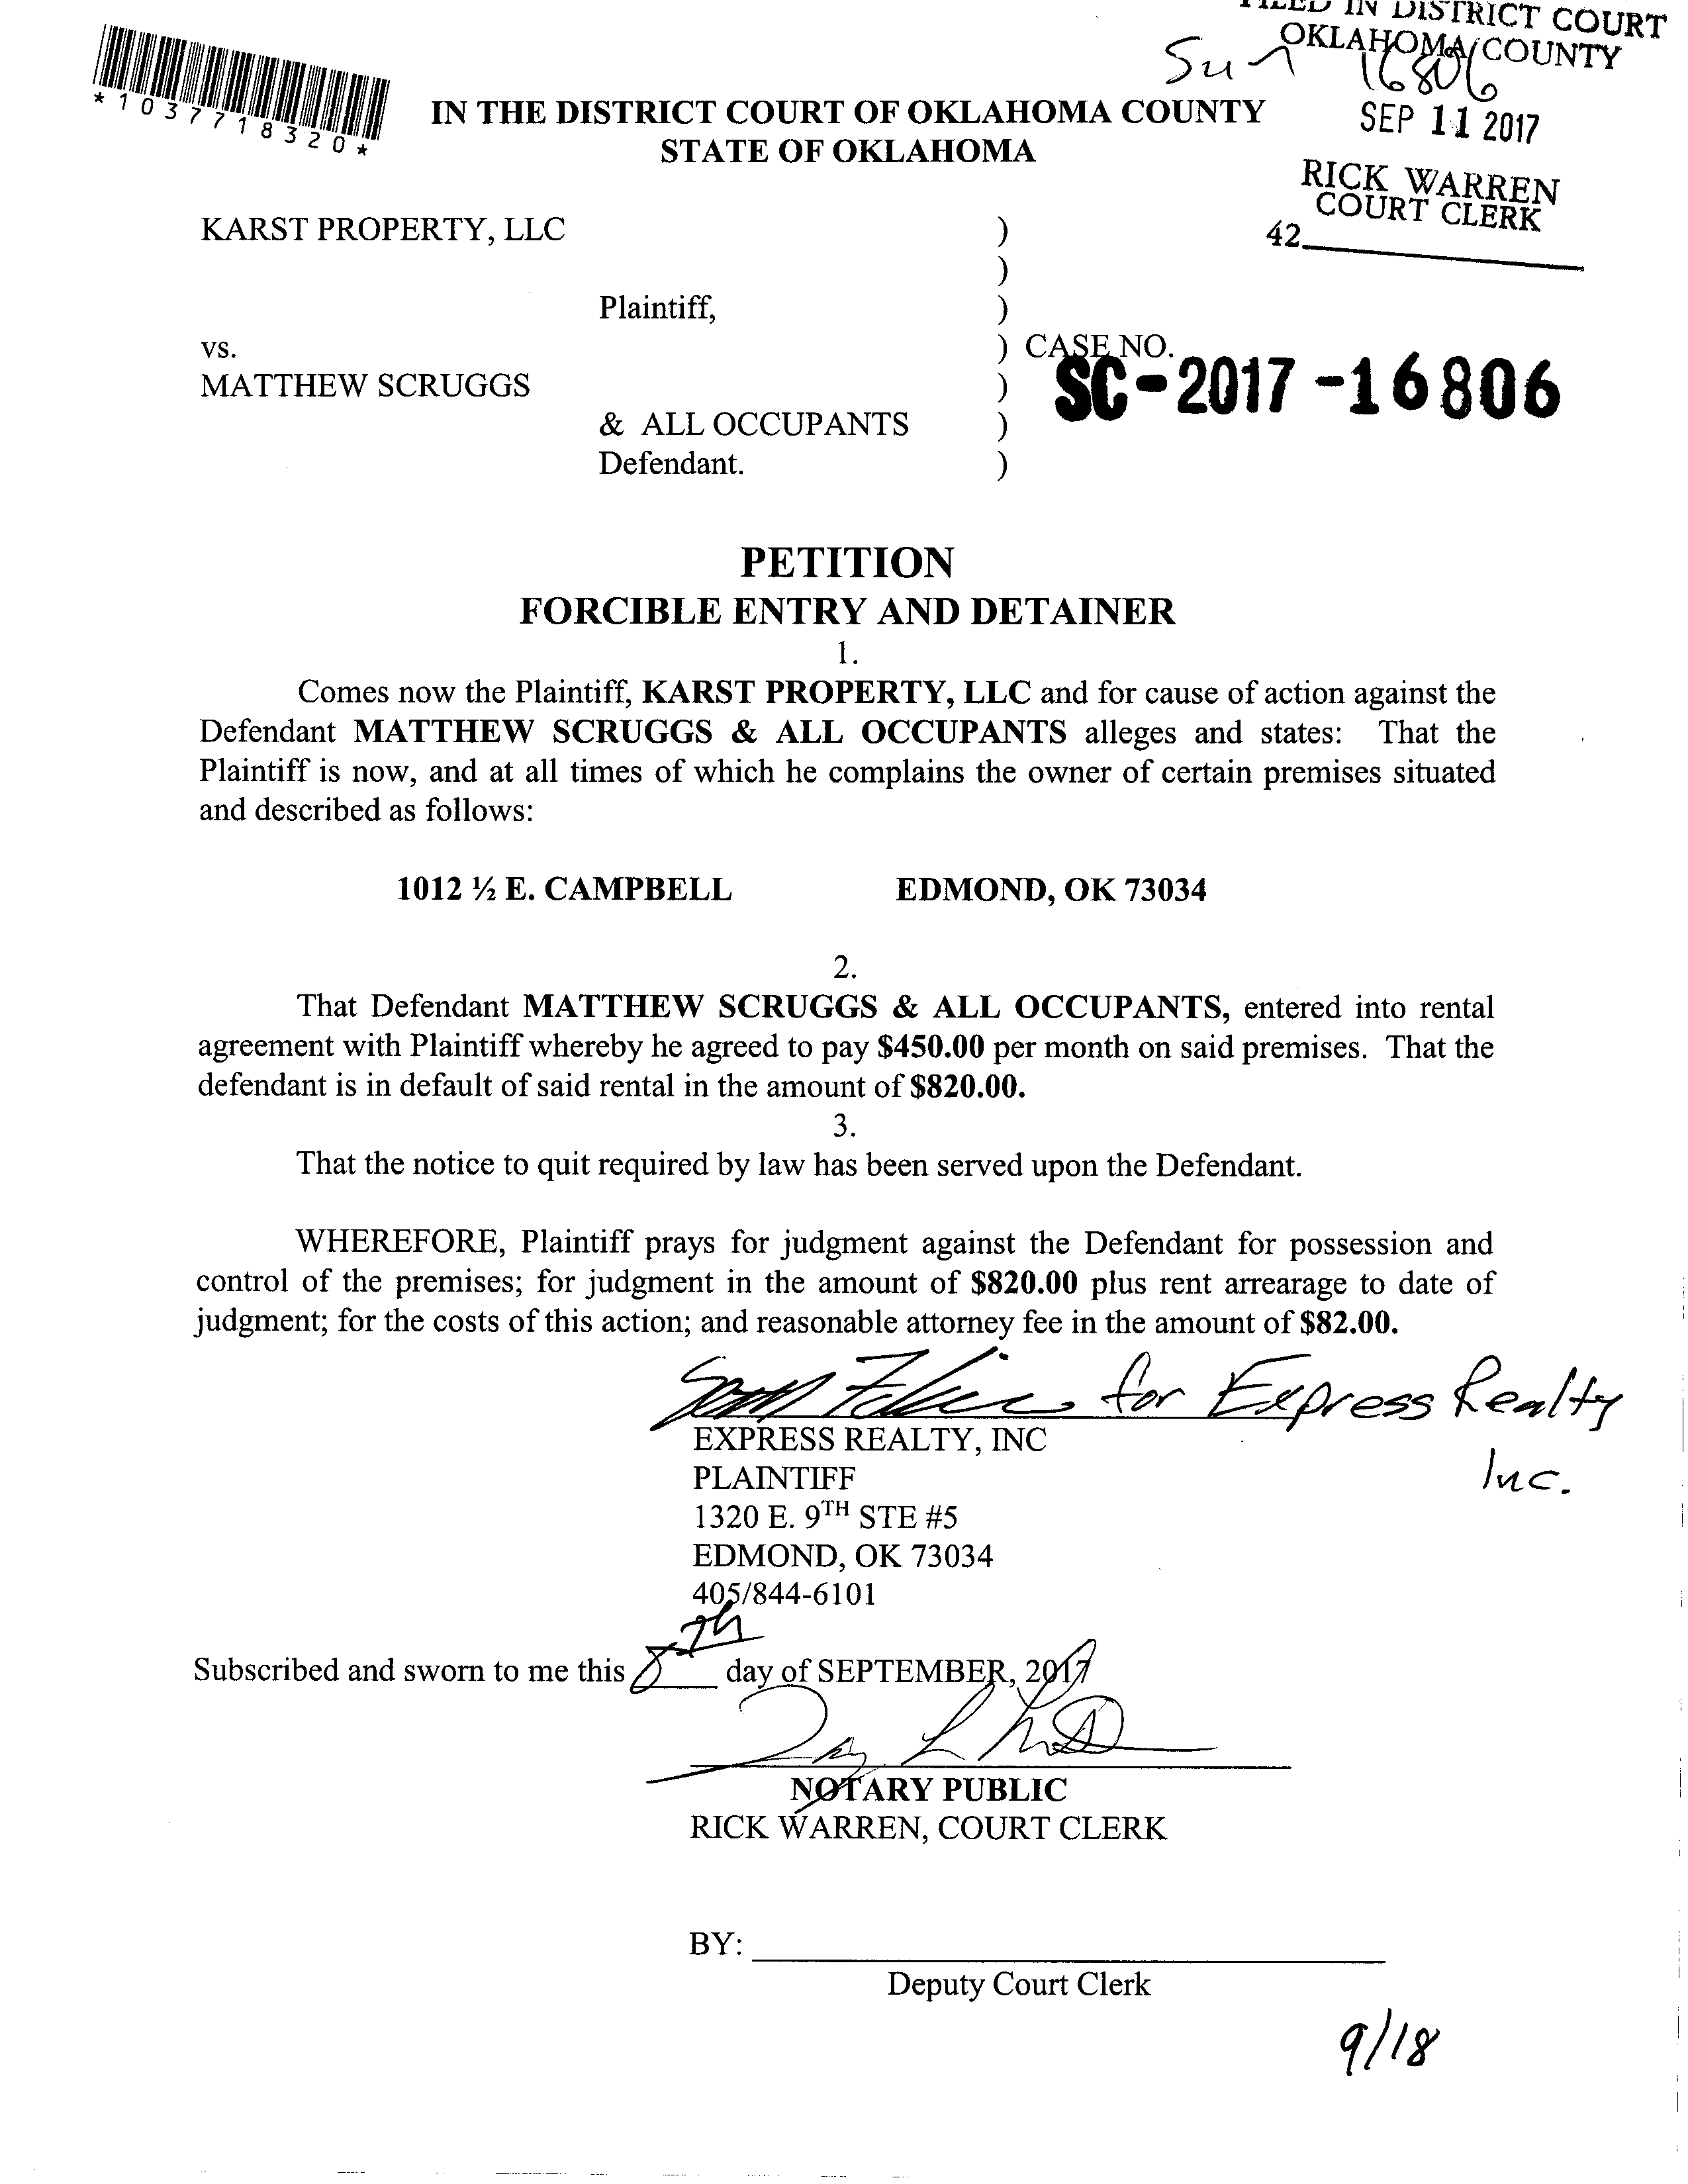 FILED IN DISTRICT COURT
OKLAHOMA COUNTY
16806
SEP 11 2017
RICK WARREN
COURT CLERK
42
*1037718320*
IN THE DISTRICT COURT OF OKLAHOMA COUNTY
STATE OF OKLAHOMA
KARST PROPERTY, LLC )
)
Plaintiff, )
vs. ) CASE NO. SC-2017-16806
MATTHEW SCRUGGS )
& ALL OCCUPANTS )
Defendant. )
PETITION
FORCIBLE ENTRY AND DETAINER
1.
Comes now the Plaintiff, KARST PROPERTY, LLC and for cause of action against the
Defendant MATTHEW SCRUGGS & ALL OCCUPANTS alleges and states: That the
Plaintiff is now, and at all times of which he complains the owner of certain premises situated
and described as follows:
1012 ½ E. CAMPBELL EDMOND, OK 73034
2.
That Defendant MATTHEW SCRUGGS & ALL OCCUPANTS, entered into rental
agreement with Plaintiff whereby he agreed to pay $450.00 per month on said premises. That the
defendant is in default of said rental in the amount of $820.00.
3.
That the notice to quit required by law has been served upon the Defendant.
WHEREFORE, Plaintiff prays for judgment against the Defendant for possession and
control of the premises; for judgment in the amount of $820.00 plus rent arrearage to date of
judgment; for the costs of this action; and reasonable attorney fee in the amount of $82.00.
for Express Realty
Inc.
EXPRESS REALTY, INC
PLAINTIFF
1320 E. 9TH STE #5
EDMOND, OK 73034
405/844-6101
Subscribed and sworn to me this 8th day of SEPTEMBER, 2017
NOTARY PUBLIC
RICK WARREN, COURT CLERK
BY:
Deputy Court Clerk
9/18